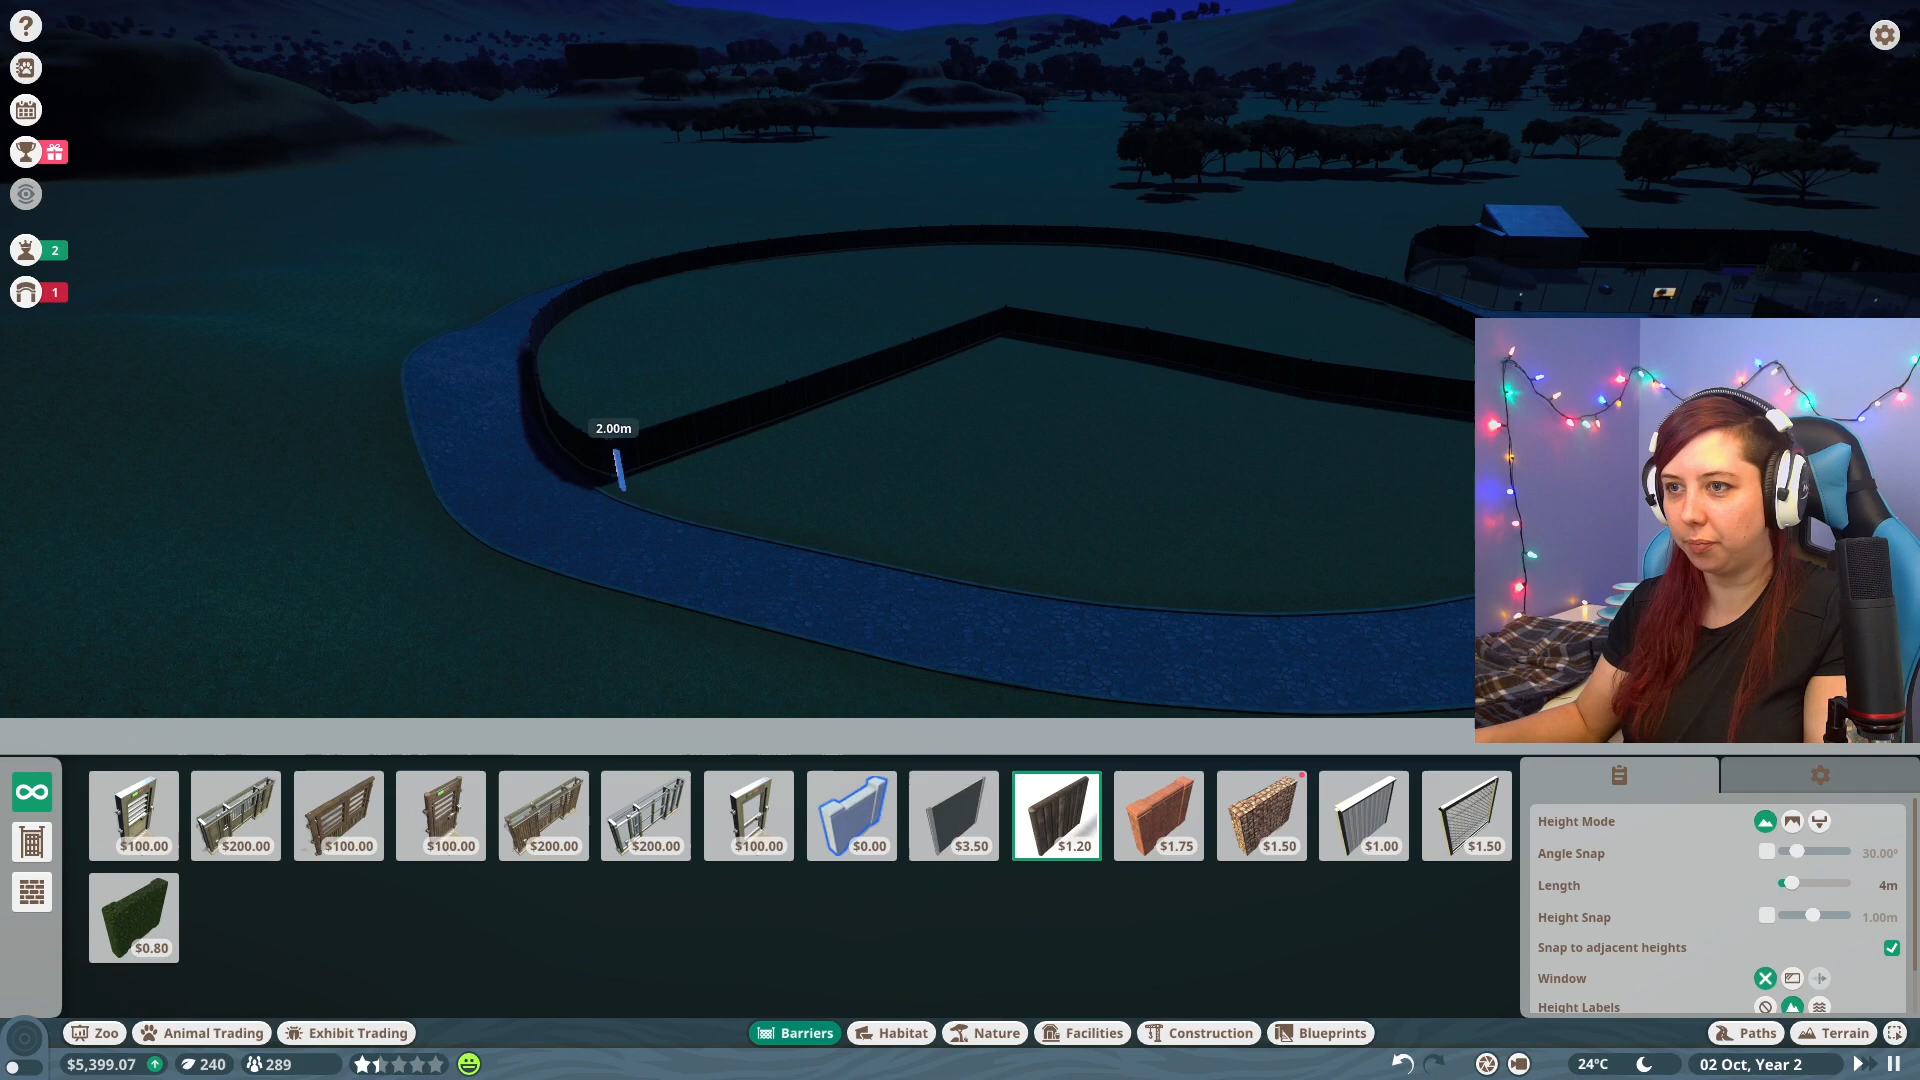 2
1
2.00m
$100.00
$200.00
$100.00
$100.00
$200.00
$200.00
$100.00
$0.00
$3.50
$1.20
$1.75
$1.50
$1.00
$1.50
$0.80
Height Mode
Angle Snap 30.00°
Length 4m
Height Snap 1.00m
Snap to adjacent heights
Window
Height Labels
Zoo
Animal Trading
Exhibit Trading
Barriers
Habitat
Nature
Facilities
Construction
Blueprints
Paths
Terrain
$5,399.07
240
289
24°C
02 Oct, Year 2